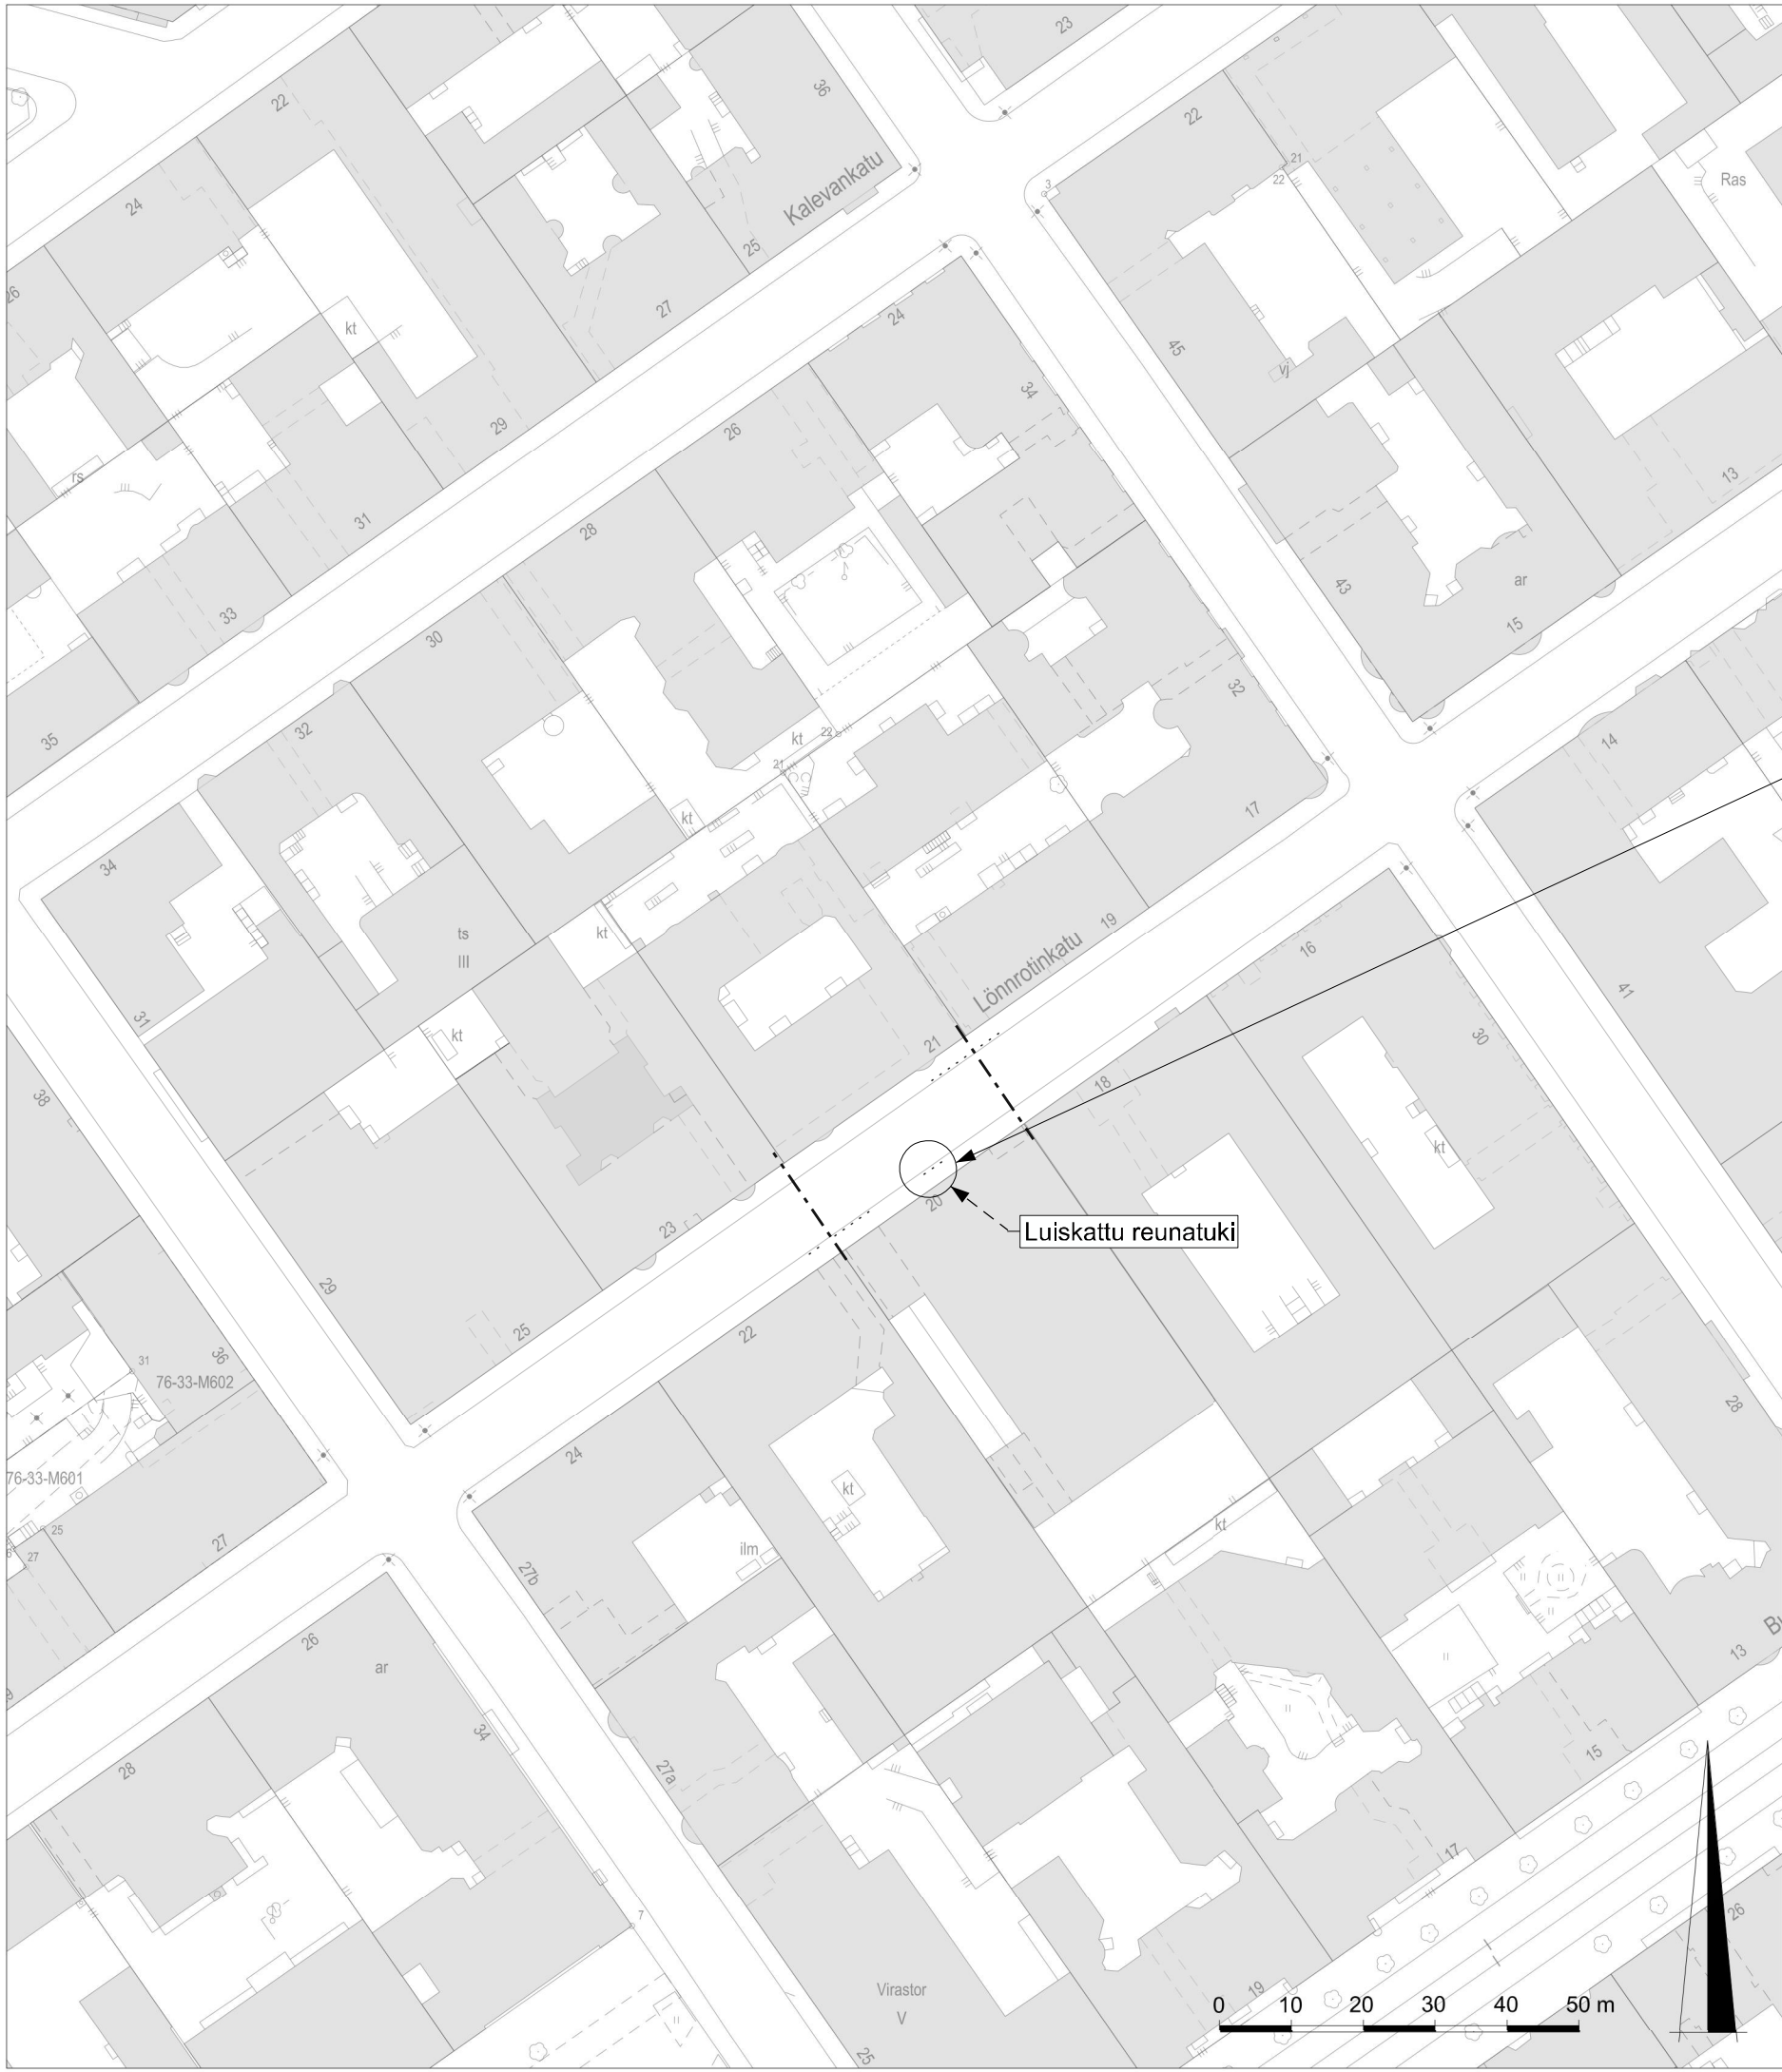 23
22
36
22
Kalevankatu
24
21
22
3
Ras
25
26
27
24
kt
45
vj
34
29
26
13
rs
31
28
43
ar
15
33
30
32
35
32
kt
22
14
21
17
kt
34
19
ts
III
kt
16
Lönnrotinkatu
41
31
kt
21
30
18
38
kt
20
23
Luiskattu reunatuki
29
25
22
31
36
76-33-M602
28
24
76-33-M601
kt
25
27
27
kt
ilm
27b
26
ar
13
34
15
28
27a
17
7
26
Virastor
V
19
0 10 20 30 40 50 m
25